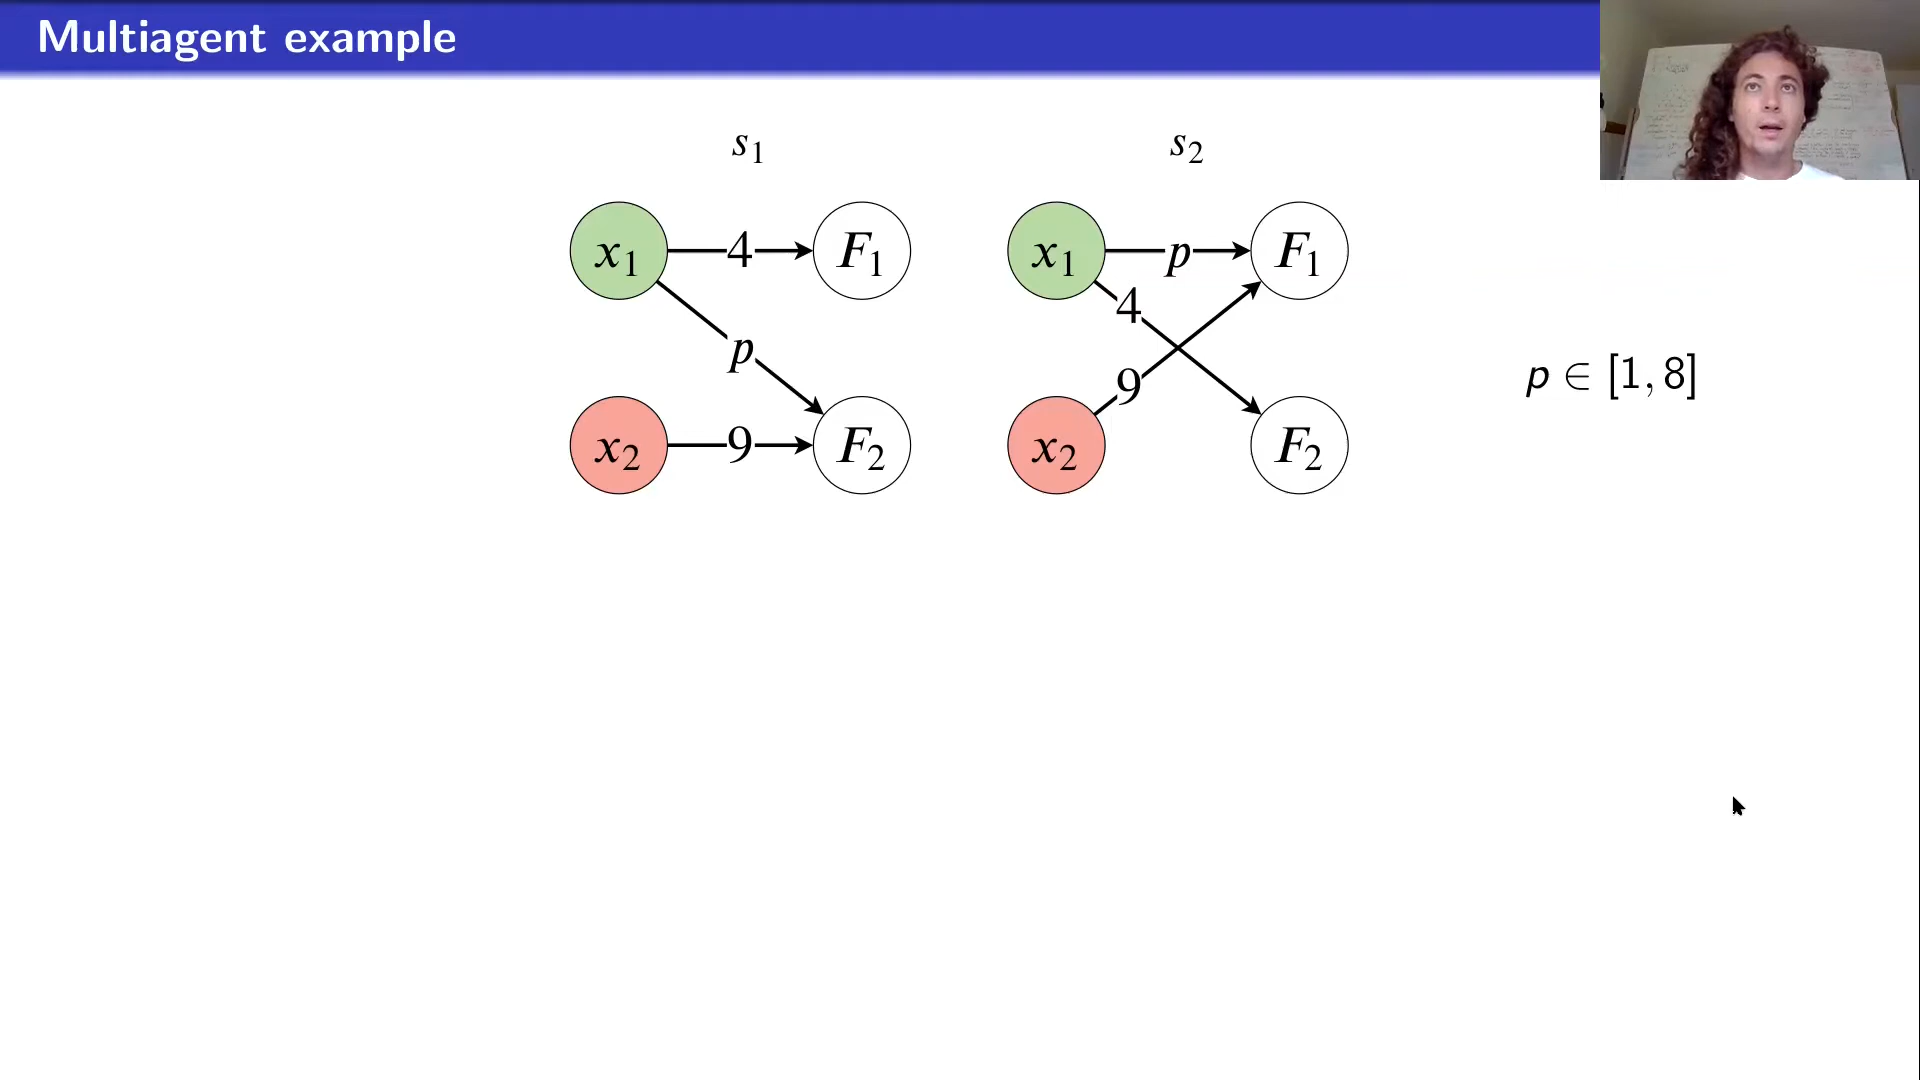 Multiagent example
s₁ s₂
x₁ 4 F₁ x₁ p F₁
p 4
p ∈ [1, 8]
9
x₂ 9 F₂ x₂ F₂